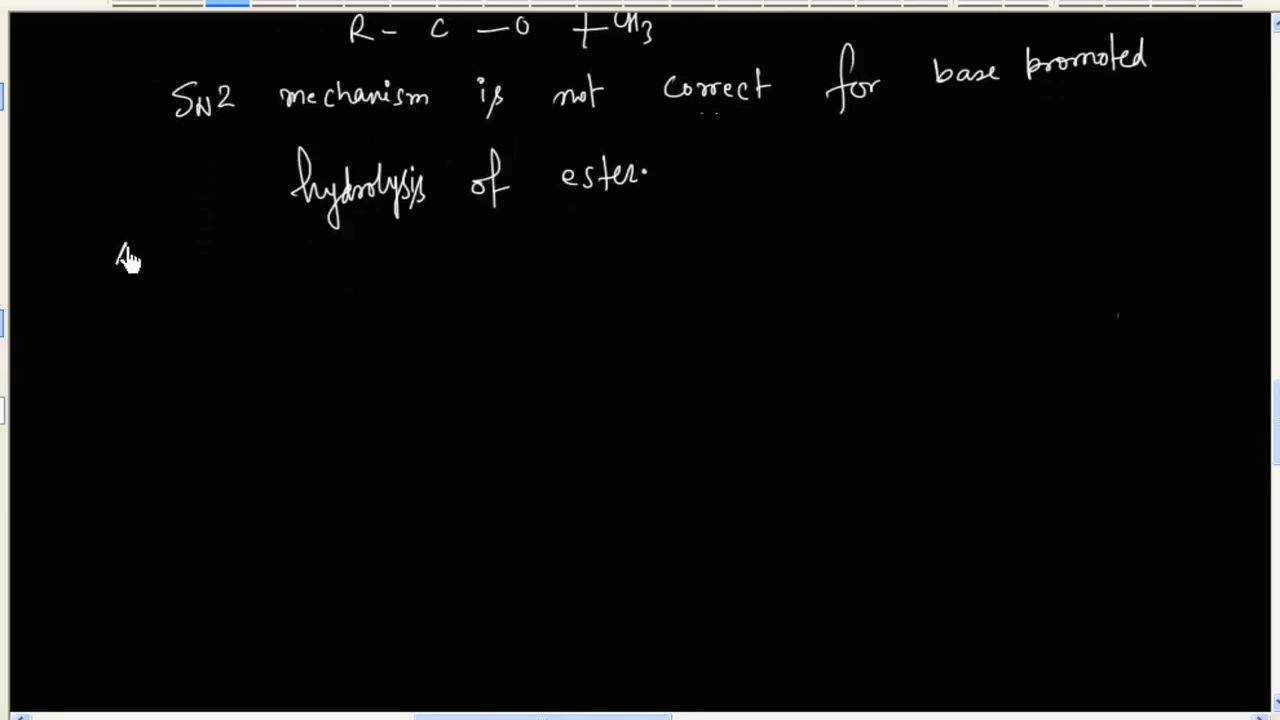 R - C - O + CH3
SN2 mechanism is not correct for base promoted
hydrolysis of ester.
A